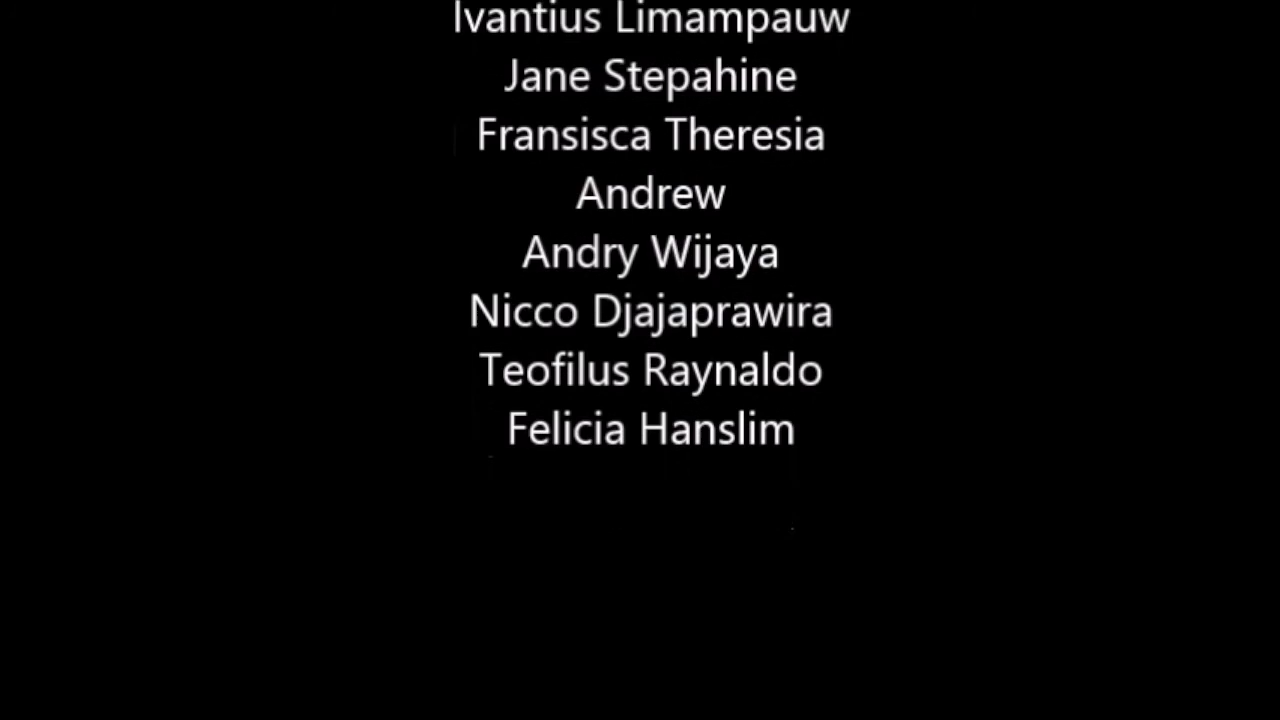 Ivantius Limampauw
Jane Stepahine
Fransisca Theresia
Andrew
Andry Wijaya
Nicco Djajaprawira
Teofilus Raynaldo
Felicia Hanslim